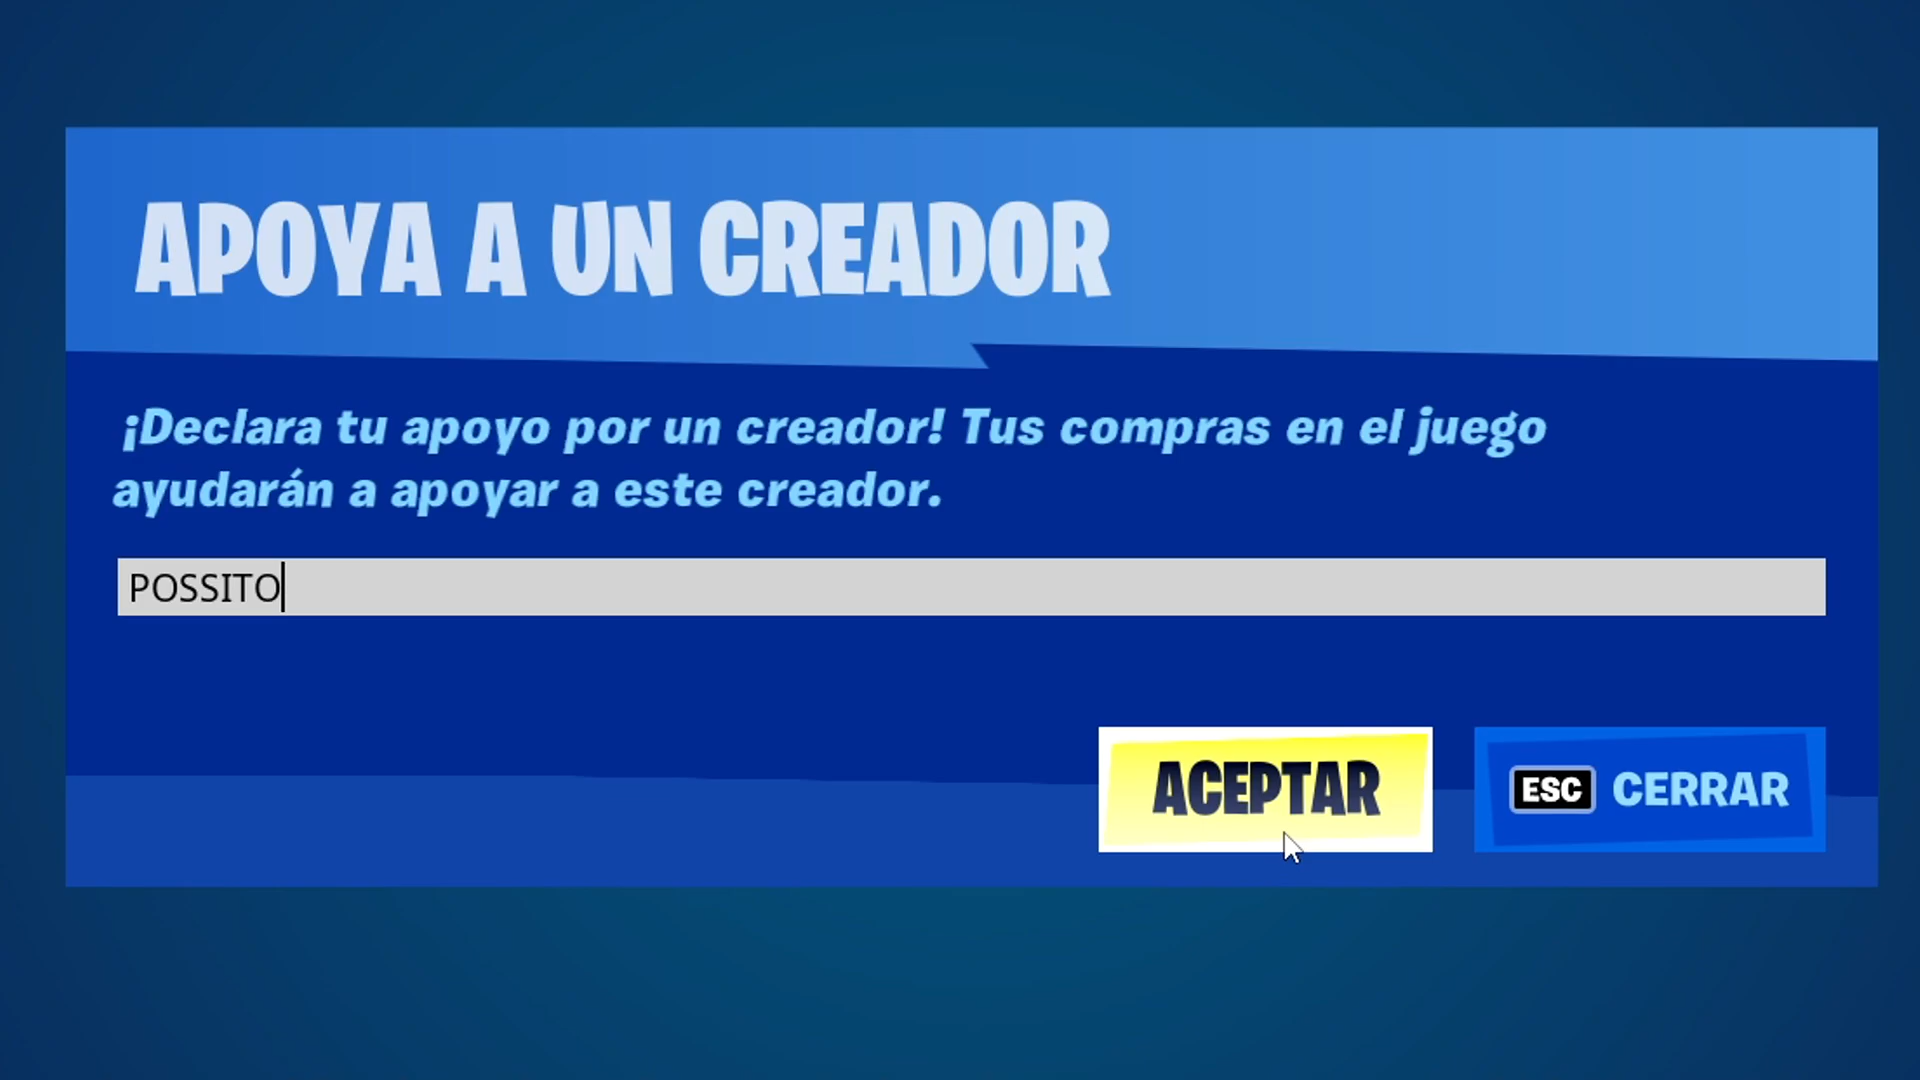 APOYA A UN CREADOR
¡Declara tu apoyo por un creador! Tus compras en el juego
ayudarán a apoyar a este creador.
POSSITO
ACEPTAR
ESC CERRAR